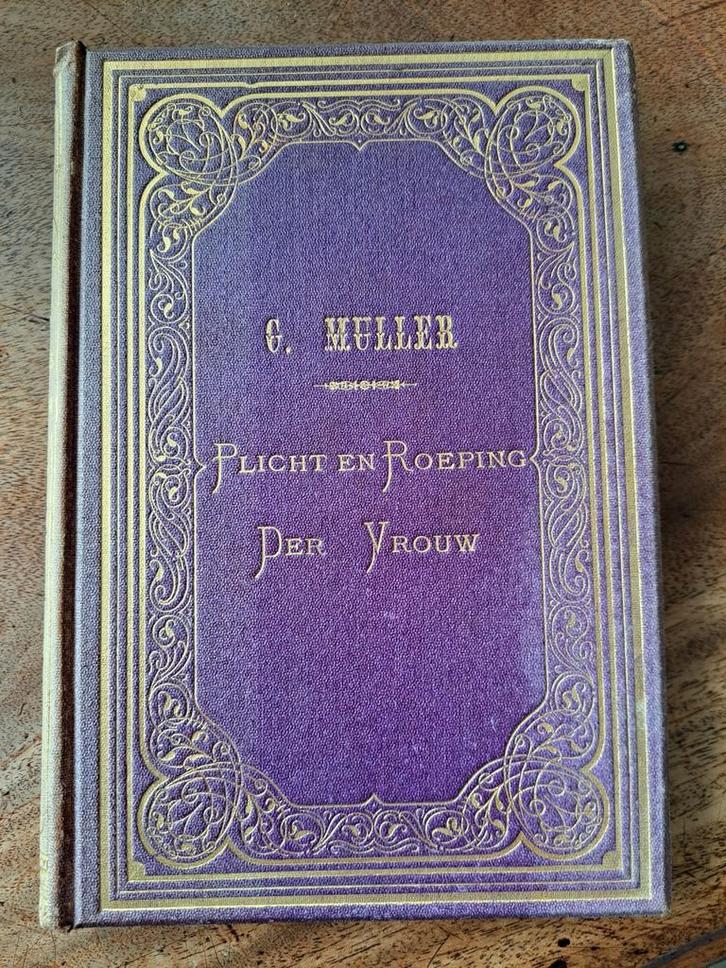 G. MULLER
PLICHT EN ROEPING
DER VROUW